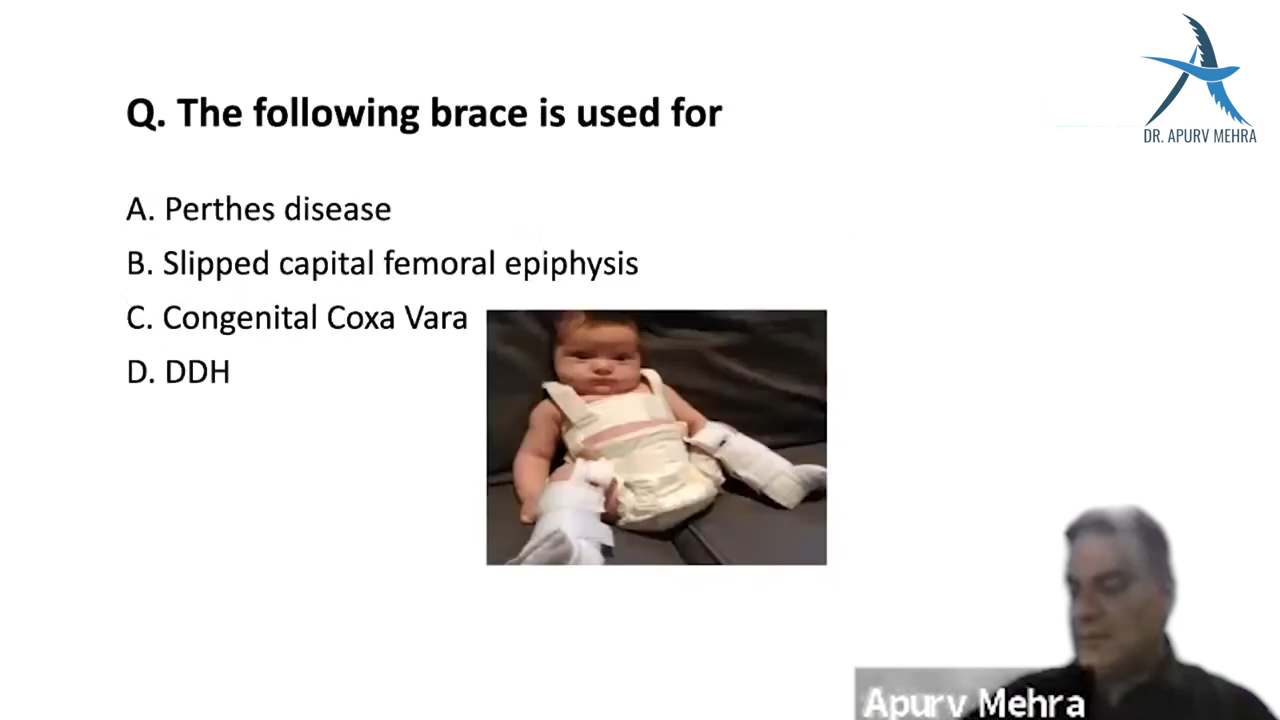 Q. The following brace is used for
A. Perthes disease
B. Slipped capital femoral epiphysis
C. Congenital Coxa Vara
D. DDH
DR. APURV MEHRA
Apurv Mehra